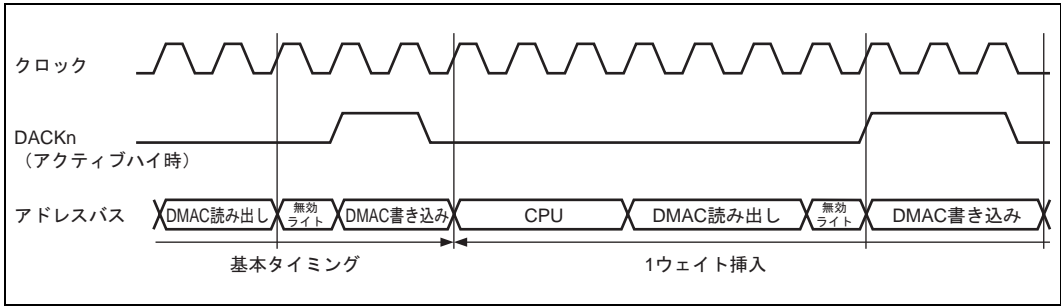 クロック
DACKn
（アクティブハイ時）
アドレスバス
DMAC読み出し
無効
ライト
DMAC書き込み
CPU
DMAC読み出し
無効
ライト
DMAC書き込み
基本タイミング
1ウェイト挿入